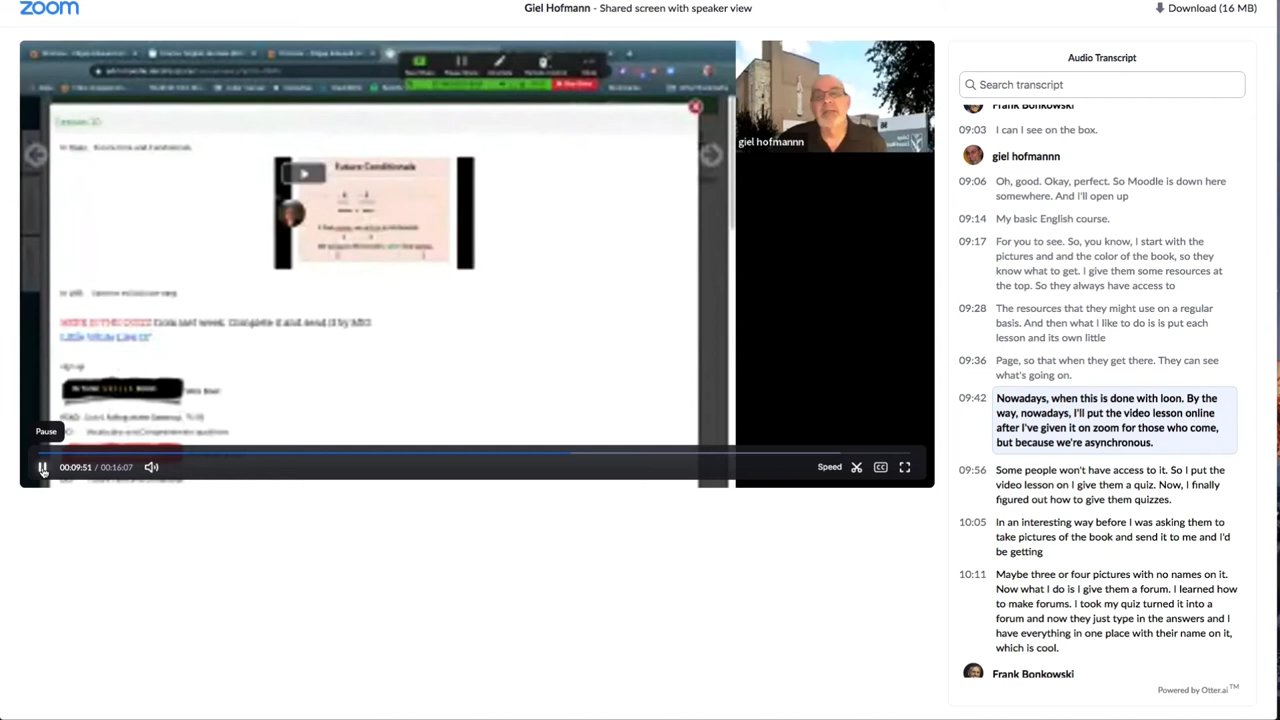 zoom
Giel Hofmann - Shared screen with speaker view
Download (16 MB)
Future Conditionals
giel hofmannn
Pause
00:09:51 / 00:16:07
Speed
CC
Audio Transcript
Search transcript
Frank Bonkowski
09:03 I can I see on the box.
giel hofmannn
09:06 Oh, good. Okay, perfect. So Moodle is down here
somewhere. And I'll open up
09:14 My basic English course.
09:17 For you to see. So, you know, I start with the
pictures and and the color of the book, so they
know what to get. I give them some resources at
the top. So they always have access to
09:28 The resources that they might use on a regular
basis. And then what I like to do is is put each
lesson and its own little
09:36 Page, so that when they get there. They can see
what's going on.
09:42 Nowadays, when this is done with loon. By the
way, nowadays, I'll put the video lesson online
after I've given it on zoom for those who come,
but because we're asynchronous.
09:56 Some people won't have access to it. So I put the
video lesson on I give them a quiz. Now, I finally
figured out how to give them quizzes.
10:05 In an interesting way before I was asking them to
take pictures of the book and send it to me and I'd
be getting
10:11 Maybe three or four pictures with no names on it.
Now what I do is I give them a forum. I learned how
to make forums. I took my quiz turned it into a
forum and now they just type in the answers and I
have everything in one place with their name on it,
which is cool.
Frank Bonkowski
Powered by Otter.ai TM